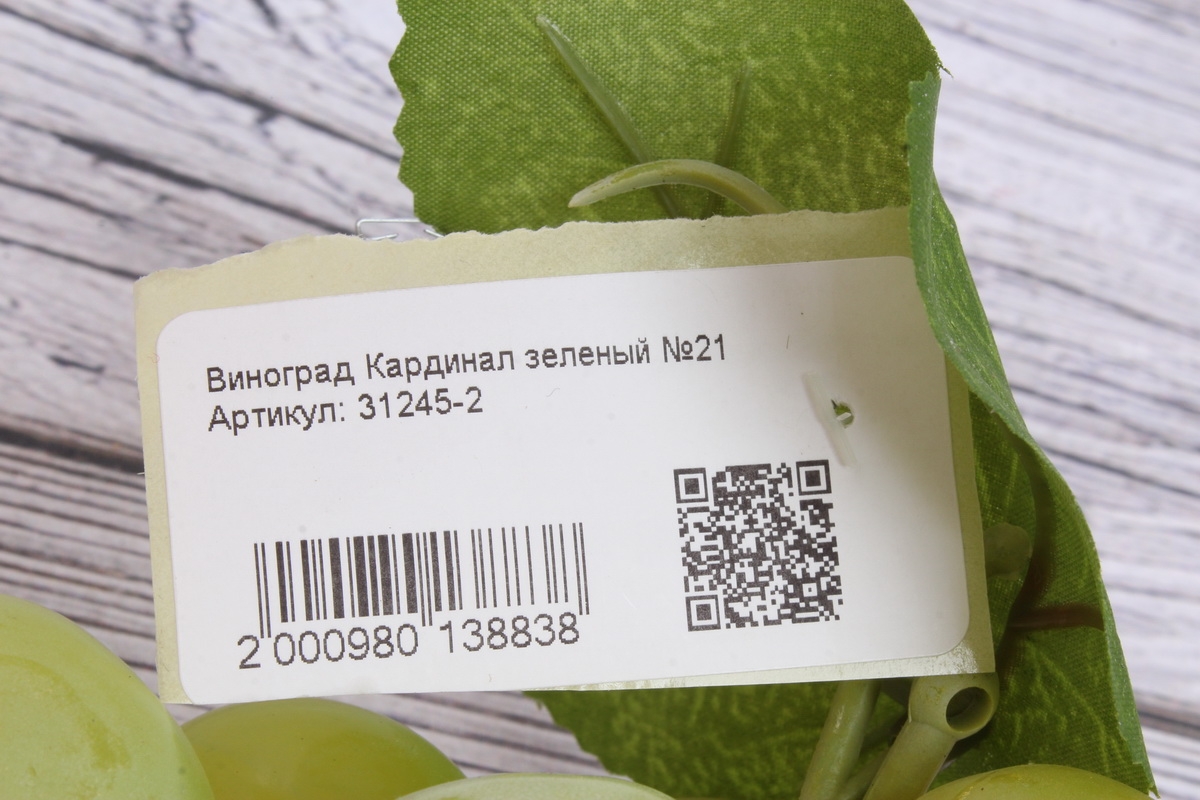 Виноград Кардинал зеленый №21
Артикул: 31245-2
2 000980 138838